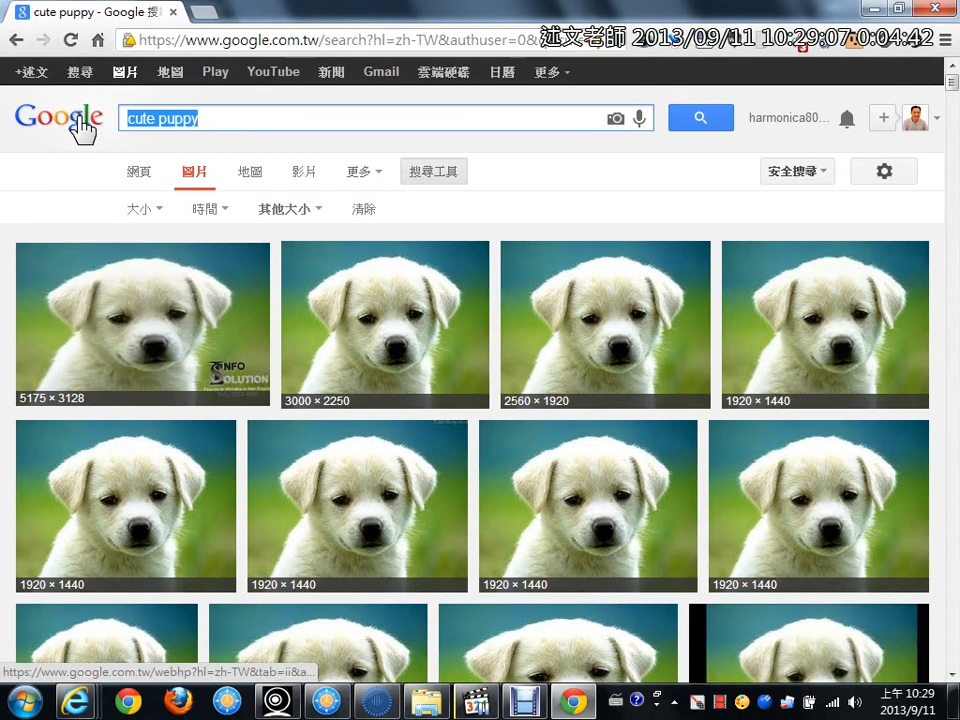 cute puppy - Google 搜
https://www.google.com.tw/search?hl=zh-TW&authuser=0&
述文老師 2013/09/11 10:29:07 0:04:42
+述文 搜尋 圖片 地圖 Play YouTube 新聞 Gmail 雲端硬碟 日曆 更多
Google cute puppy harmonica80...
網頁 圖片 地圖 影片 更多 搜尋工具 安全搜尋
大小 時間 其他大小 清除
NFO
SOLUTION
5175 × 3128
3000 × 2250
2560 × 1920
1920 × 1440
1920 × 1440
1920 × 1440
1920 × 1440
1920 × 1440
https://www.google.com.tw/webhp?hl=zh-TW&tab=ii&a...
上午 10:29
2013/9/11